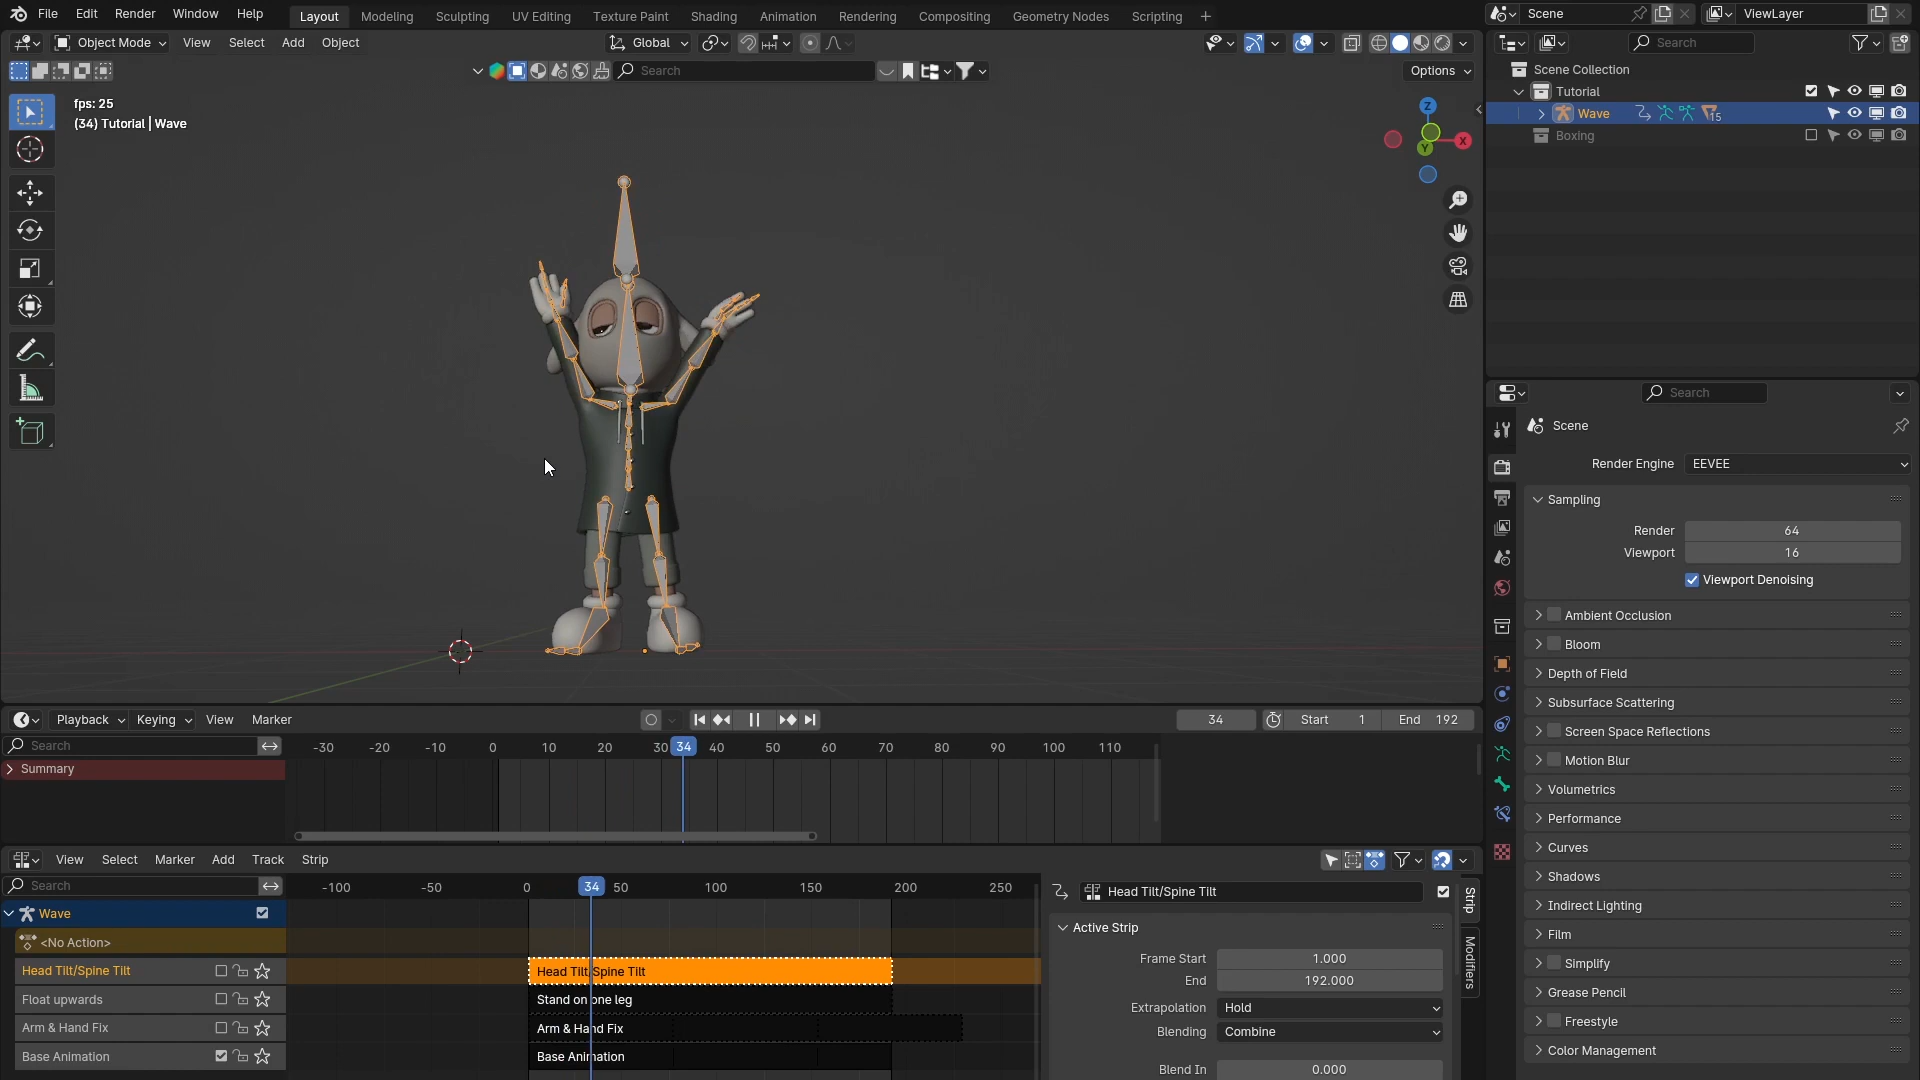 File Edit Render Window Help Layout Modeling Sculpting UV Editing Texture Paint Shading Animation Rendering Compositing Geometry Nodes Scripting + Scene ViewLayer
Object Mode View Select Add Object Global Search
Search Options
Scene Collection
Tutorial
Wave 15
Boxing
fps: 25
(34) Tutorial | Wave
Z
X
Y
Search
Scene
Render Engine EEVEE
Sampling
Render 64
Viewport 16
Viewport Denoising
Ambient Occlusion
Bloom
Depth of Field
Subsurface Scattering
Screen Space Reflections
Motion Blur
Volumetrics
Performance
Curves
Shadows
Indirect Lighting
Film
Simplify
Grease Pencil
Freestyle
Color Management
Playback Keying View Marker 34 Start 1 End 192
Search -30 -20 -10 0 10 20 30 34 40 50 60 70 80 90 100 110
Summary
View Select Marker Add Track Strip
Search -100 -50 0 34 50 100 150 200 250
Wave
<No Action>
Head Tilt/Spine Tilt Head Tilt/Spine Tilt
Float upwards Stand on one leg
Arm & Hand Fix Arm & Hand Fix
Base Animation Base Animation
Head Tilt/Spine Tilt
Active Strip
Frame Start 1.000
End 192.000
Extrapolation Hold
Blending Combine
Blend In 0.000
Strip
Modifiers